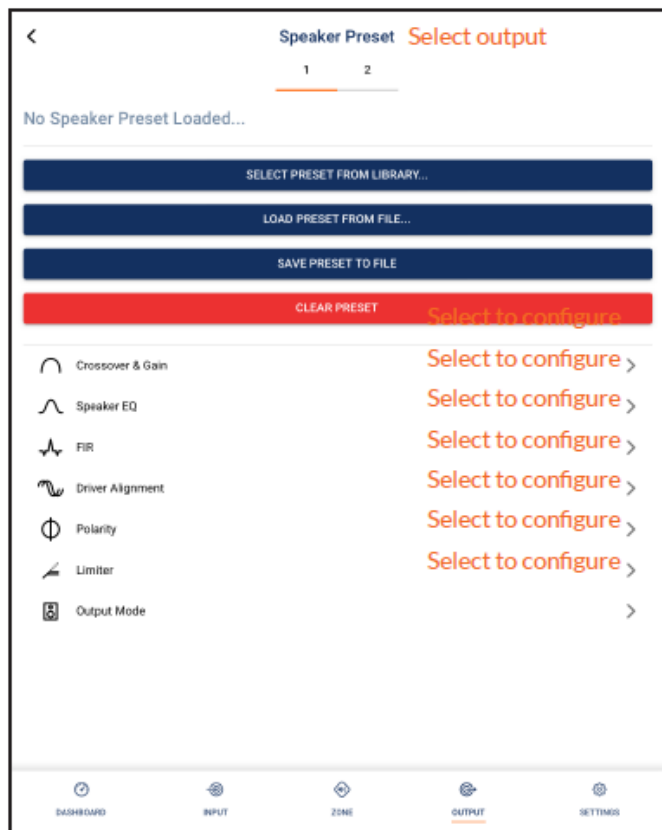 Speaker Preset Select output
1 2
No Speaker Preset Loaded...
SELECT PRESET FROM LIBRARY...
LOAD PRESET FROM FILE...
SAVE PRESET TO FILE
CLEAR PRESET
Select to configure
Crossover & Gain Select to configure
Speaker EQ Select to configure
FIR Select to configure
Driver Alignment Select to configure
Polarity Select to configure
Limiter Select to configure
Output Mode
DASHBOARD INPUT ZONE OUTPUT SETTINGS